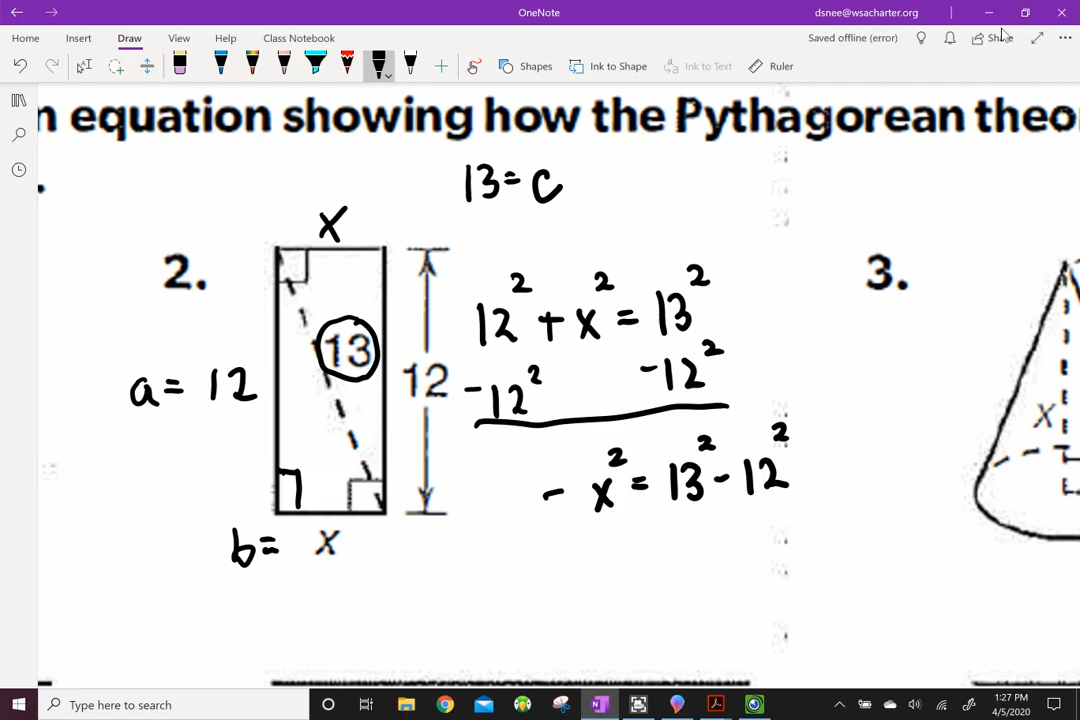 OneNote
dsnee@wsacharter.org
Home Insert Draw View Help Class Notebook
Saved offline (error) Share
Shapes Ink to Shape Ink to Text Ruler
n equation showing how the Pythagorean theo
13 = c
x
2.
3.
12² + x² = 13²
13
a = 12
12
-12² -12²
x
- x² = 13² - 12²
b = x
Type here to search
1:27 PM
4/5/2020